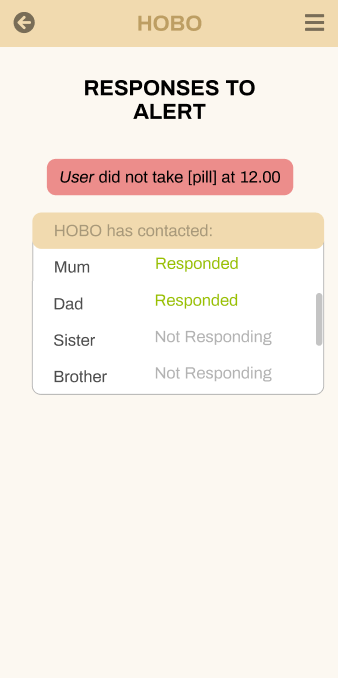 HOBO
RESPONSES TO
ALERT
User did not take [pill] at 12.00
HOBO has contacted:
Mum Responded
Dad Responded
Sister Not Responding
Brother Not Responding